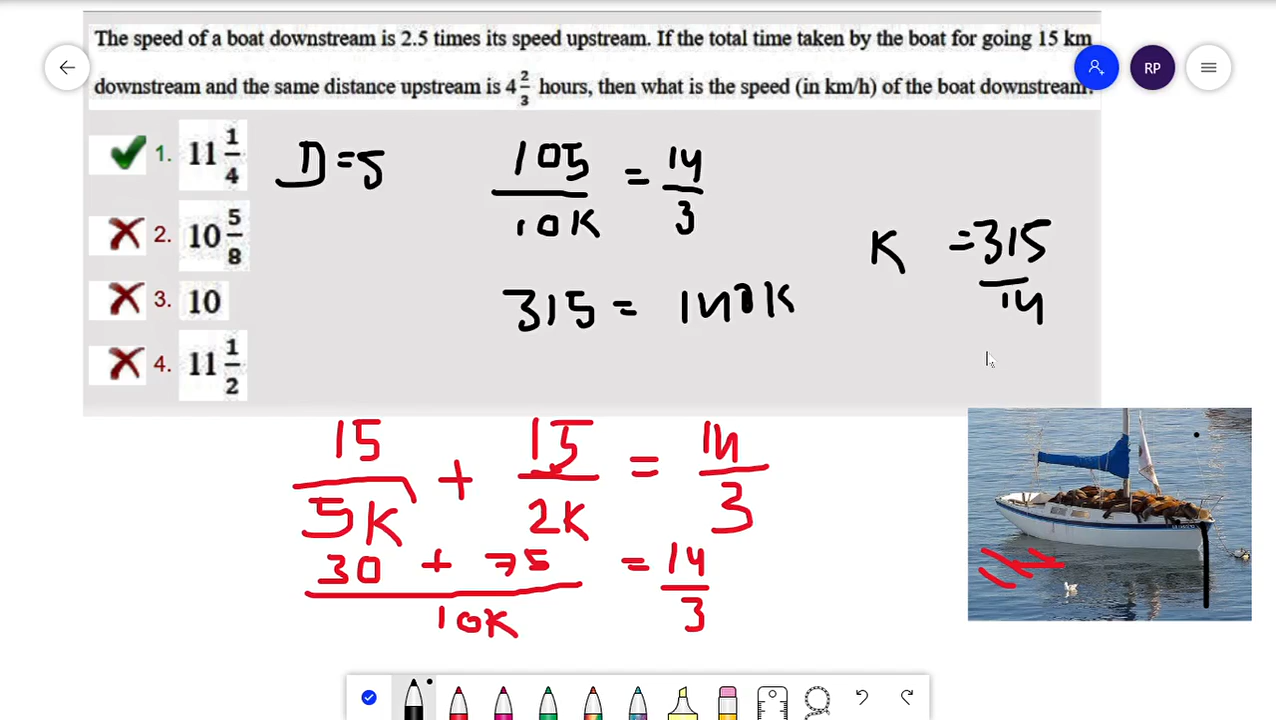 The speed of a boat downstream is 2.5 times its speed upstream. If the total time taken by the boat for going 15 km
downstream and the same distance upstream is 4 2/3 hours, then what is the speed (in km/h) of the boat downstream.
RP
1. 11 1/4
2. 10 5/8
3. 10
4. 11 1/2
D=5
105/10K = 14/3
315 = 140K
K = 315/14
15/5K + 15/2K = 14/3
30 + 75/10K = 14/3